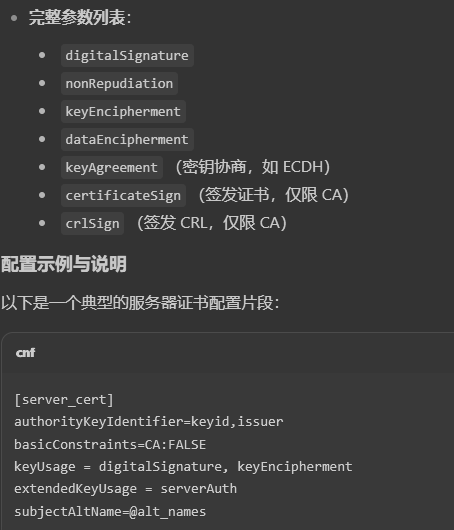 完整参数列表：
digitalSignature
nonRepudiation
keyEncipherment
dataEncipherment
keyAgreement （密钥协商，如 ECDH）
certificateSign （签发证书，仅限 CA）
crlSign （签发 CRL，仅限 CA）
配置示例与说明
以下是一个典型的服务器证书配置片段：
cnf
[server_cert]
authorityKeyIdentifier=keyid,issuer
basicConstraints=CA:FALSE
keyUsage = digitalSignature, keyEncipherment
extendedKeyUsage = serverAuth
subjectAltName=@alt_names